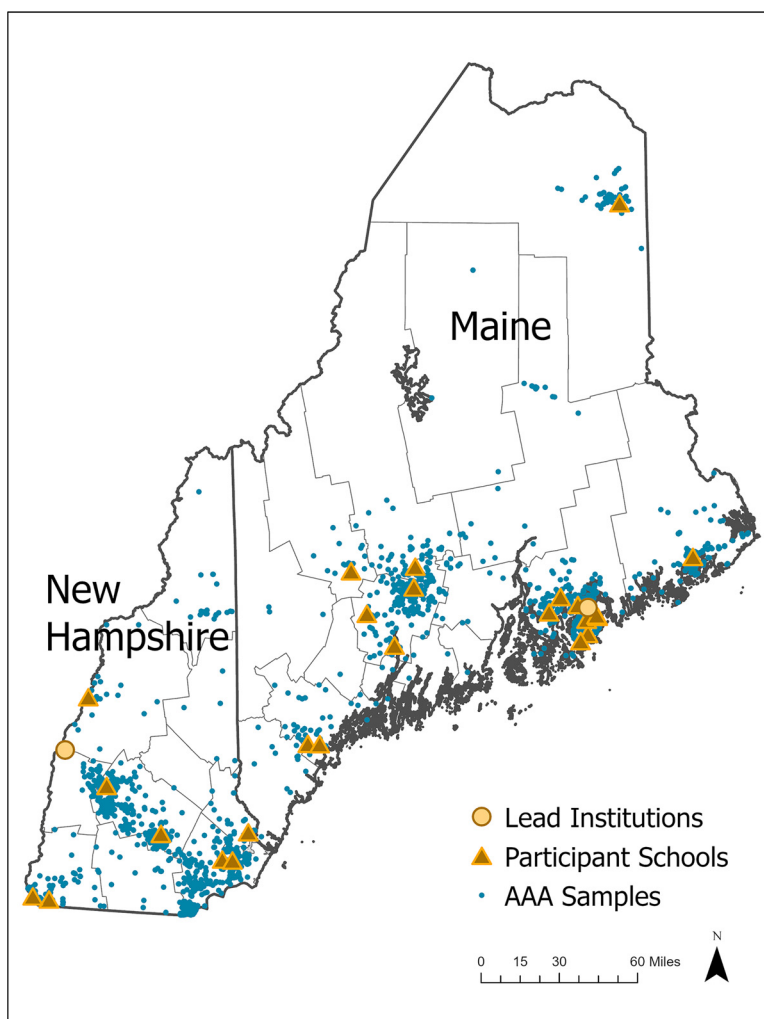 Maine
New
Hampshire
Lead Institutions
Participant Schools
AAA Samples
N
0 15 30 60 Miles